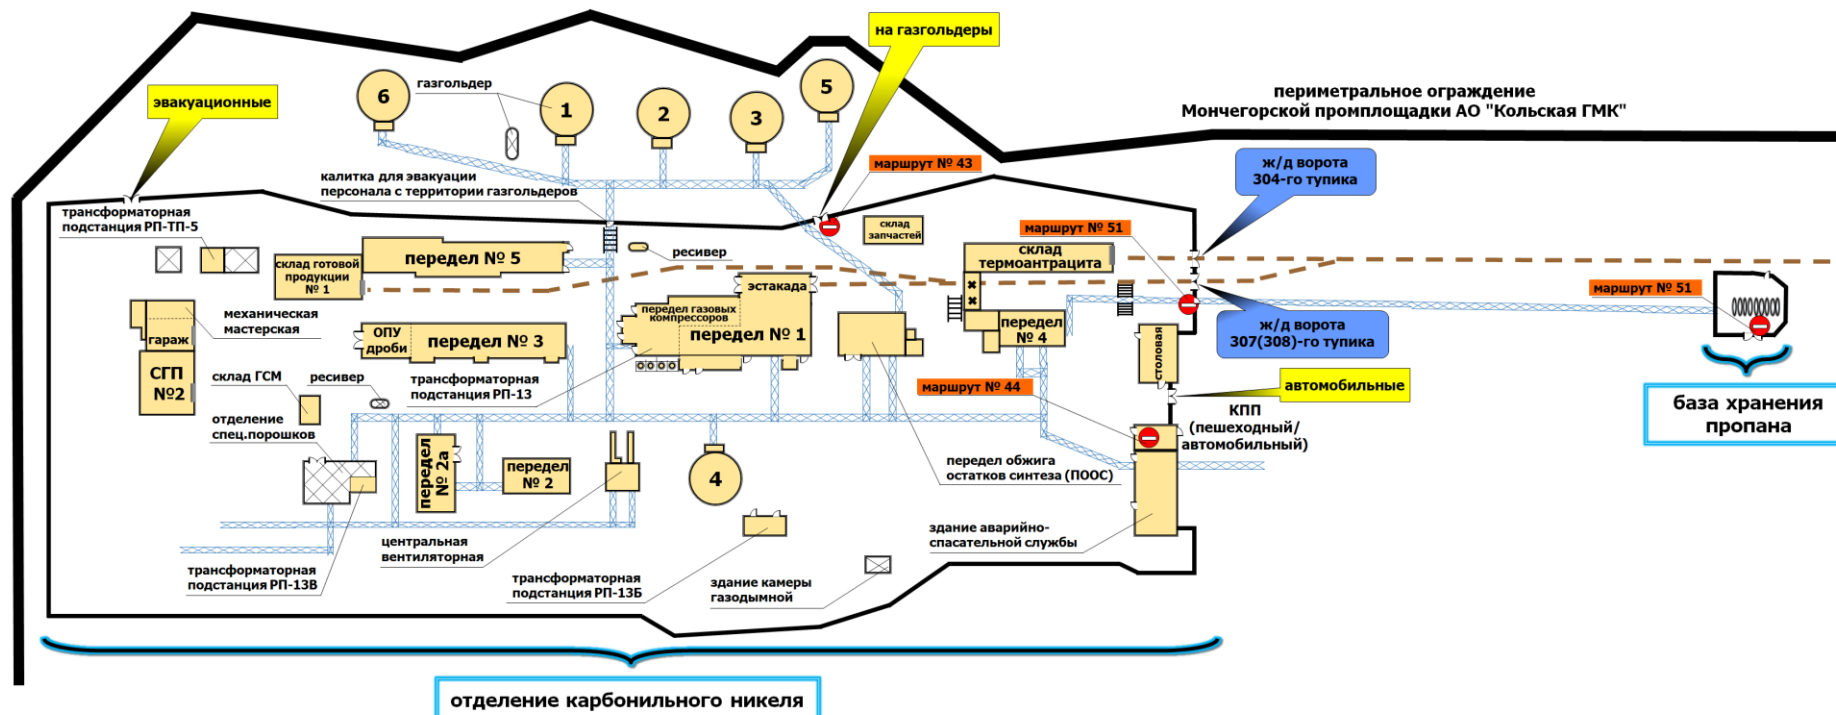 на газгольдеры
эвакуационные
6
газгольдер
1
2
3
5
периметральное ограждение
Мончегорской промплощадки АО "Кольская ГМК"
маршрут № 43
ж/д ворота
304-го тупика
калитка для эвакуации
персонала с территории газгольдеров
трансформаторная
подстанция РП-ТП-5
склад
запчастей
маршрут № 51
склад готовой
продукции
№ 1
передел № 5
ресивер
склад
термоантрацита
эстакада
маршрут № 51
механическая
мастерская
гараж
ОПУ
дроби
передел № 3
передел газовых
компрессоров
передел № 1
передел
№ 4
ж/д ворота
307(308)-го тупика
столовая
СГП
№2
склад ГСМ
ресивер
трансформаторная
подстанция РП-13
маршрут № 44
автомобильные
отделение
спец.порошков
КПП
(пешеходный/
автомобильный)
база хранения
пропана
передел
№ 2а
передел
№ 2
4
передел обжига
остатков синтеза (ПООС)
центральная
вентиляторная
здание аварийно-
спасательной службы
трансформаторная
подстанция РП-13В
трансформаторная
подстанция РП-13Б
здание камеры
газодымной
отделение карбонильного никеля